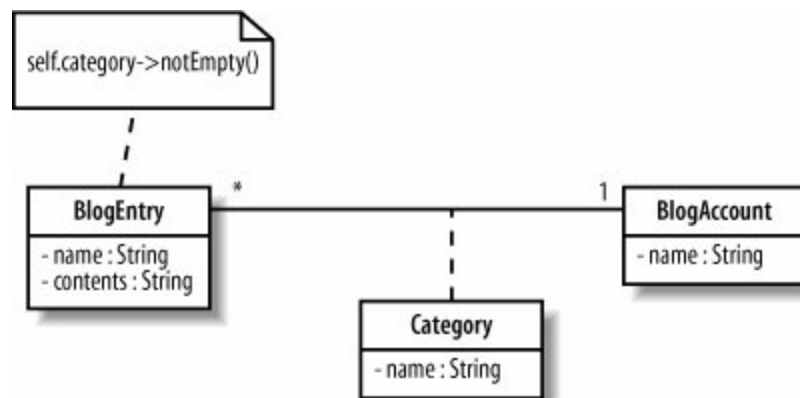 self.category->notEmpty()
*
1
BlogEntry
- name : String
- contents : String
BlogAccount
- name : String
Category
- name : String